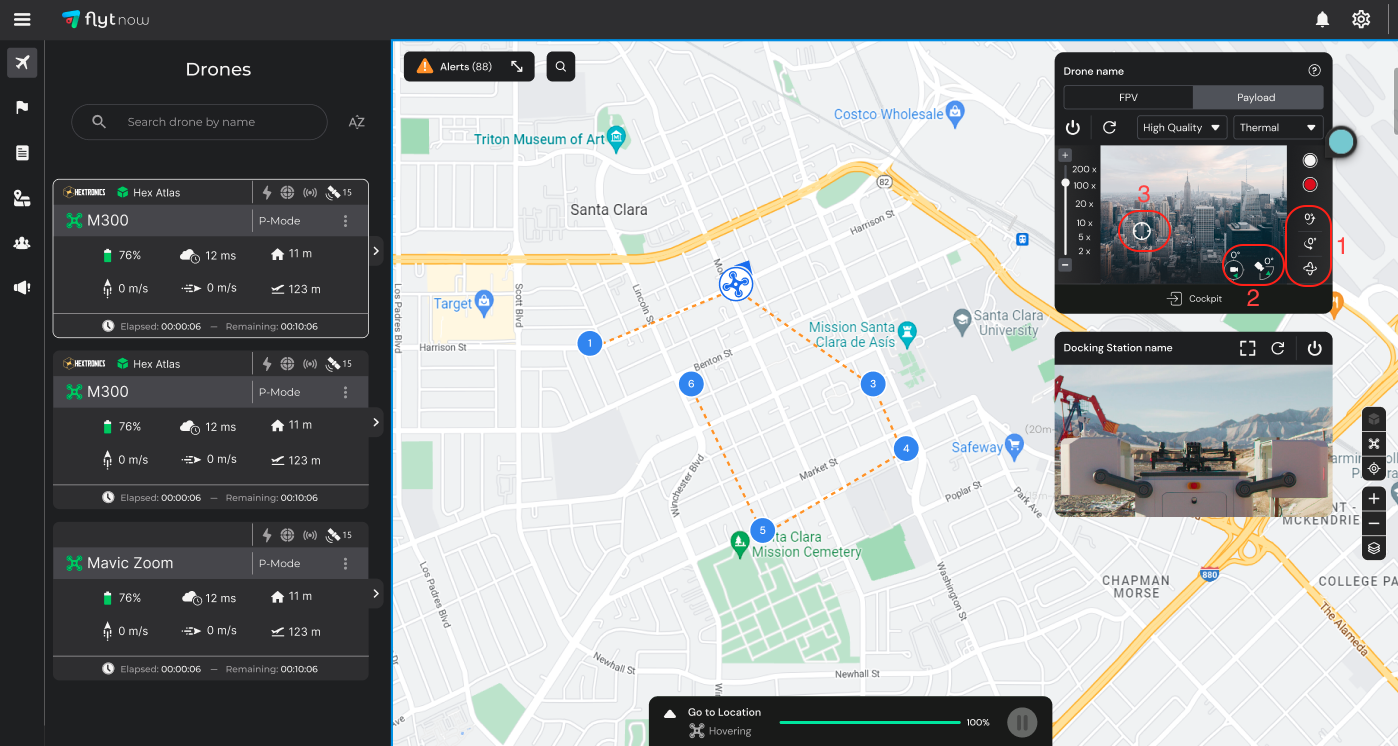 flytnow
Drones
Search drone by name
AZ
HEXTRONICS
Hex Atlas
15
M300
P-Mode
76%
12 ms
11 m
0 m/s
0 m/s
123 m
Elapsed: 00:00:06 — Remaining: 00:10:06
HEXTRONICS
Hex Atlas
15
M300
P-Mode
76%
12 ms
11 m
0 m/s
0 m/s
123 m
Elapsed: 00:00:06 — Remaining: 00:10:06
15
Mavic Zoom
P-Mode
76%
12 ms
11 m
0 m/s
0 m/s
123 m
Elapsed: 00:00:06 — Remaining: 00:10:06
Alerts (88)
Costco Wholesale
Triton Museum of Art
82
Santa Clara
Harrison St
Lincoln St
Los Padres Blvd
Scott Blvd
Target
Harrison St
Mission Santa
Clara de Asís
Santa Clara
University
1
6
3
4
5
Benton St
Safeway
(20m
Market St
Poplar St
Park Ave
Winchester Blvd
Mission Cemetery
Los Padres Blvd
Washington St
Newhall St
Newhall St
CHAPMAN
MORSE
880
MCKENDRIE
COLLEGE PA
The Alameda
Drone name
FPV
Payload
High Quality
Thermal
200 x
100 x
20 x
10 x
5 x
2 x
3
0°
0°
0°
0°
1
2
Cockpit
Docking Station name
Go to Location
Hovering
100%